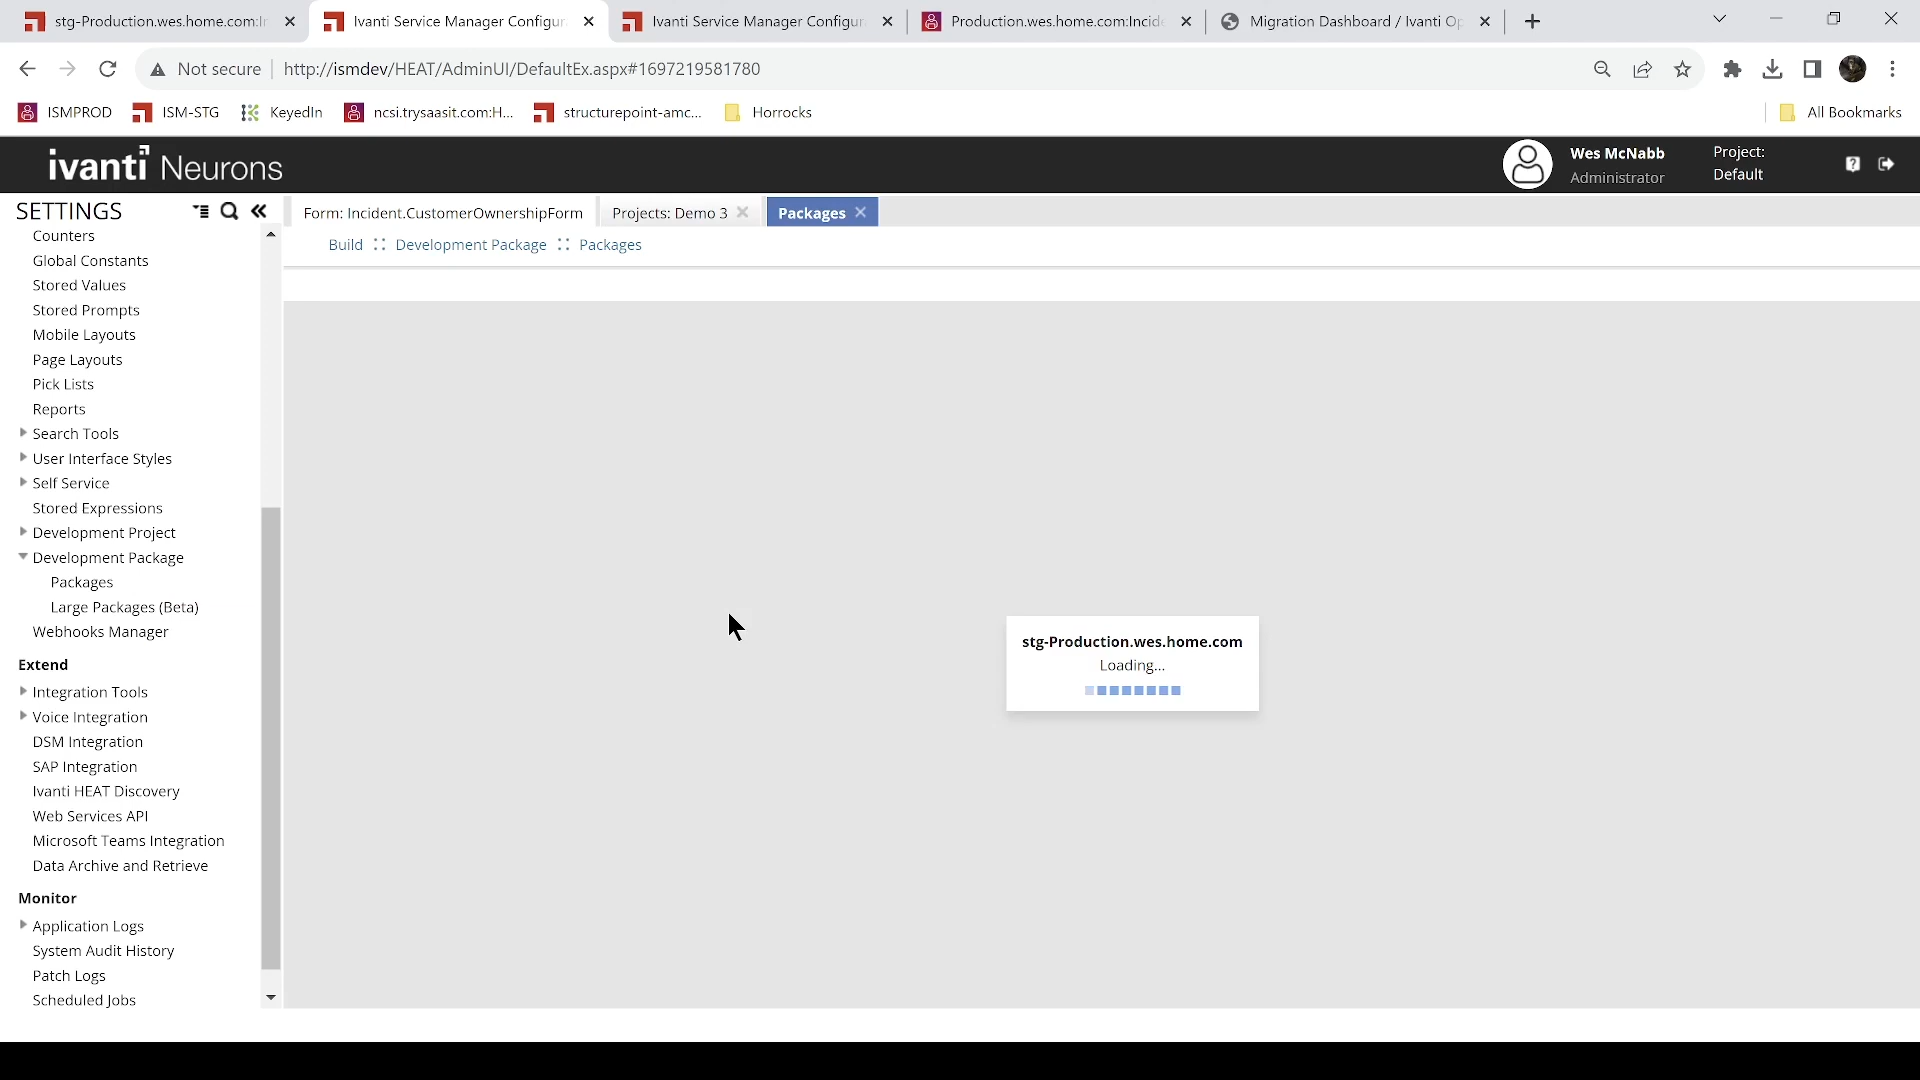 stg-Production.wes.home.com:Ir
Ivanti Service Manager Configur
Ivanti Service Manager Configur
Production.wes.home.com:Incide
Migration Dashboard / Ivanti Op
Not secure
http://ismdev/HEAT/AdminUI/DefaultEx.aspx#1697219581780
ISMPROD
ISM-STG
KeyedIn
ncsi.trysaasit.com:H...
structurepoint-amc...
Horrocks
All Bookmarks
ivanti Neurons
Wes McNabb
Administrator
Project:
Default
SETTINGS
Form: Incident.CustomerOwnershipForm
Projects: Demo 3
Packages
Build :: Development Package :: Packages
Counters
Global Constants
Stored Values
Stored Prompts
Mobile Layouts
Page Layouts
Pick Lists
Reports
Search Tools
User Interface Styles
Self Service
Stored Expressions
Development Project
Development Package
Packages
Large Packages (Beta)
Webhooks Manager
Extend
Integration Tools
Voice Integration
DSM Integration
SAP Integration
Ivanti HEAT Discovery
Web Services API
Microsoft Teams Integration
Data Archive and Retrieve
Monitor
Application Logs
System Audit History
Patch Logs
Scheduled Jobs
stg-Production.wes.home.com
Loading...